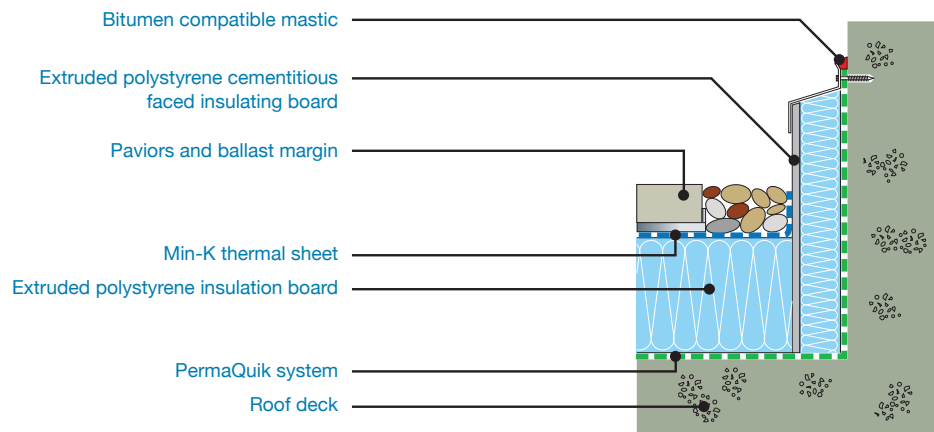 Bitumen compatible mastic
Extruded polystyrene cementitious
faced insulating board
Paviors and ballast margin
Min-K thermal sheet
Extruded polystyrene insulation board
PermaQuik system
Roof deck